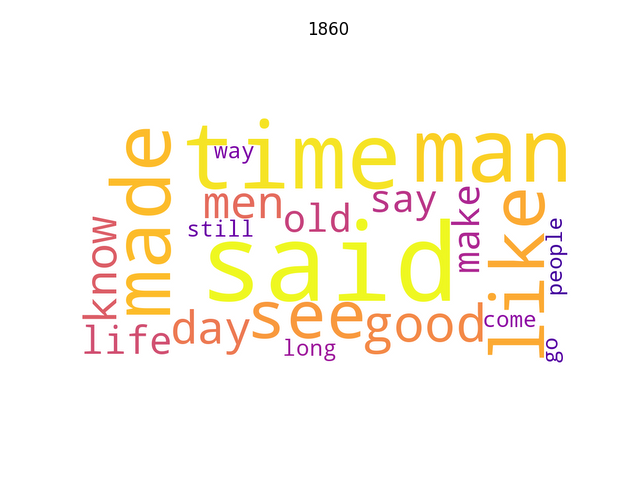 1860
time
man
made
way
men
old
say
make
like
know
still
said
people
see
day
good
life
long
come
go